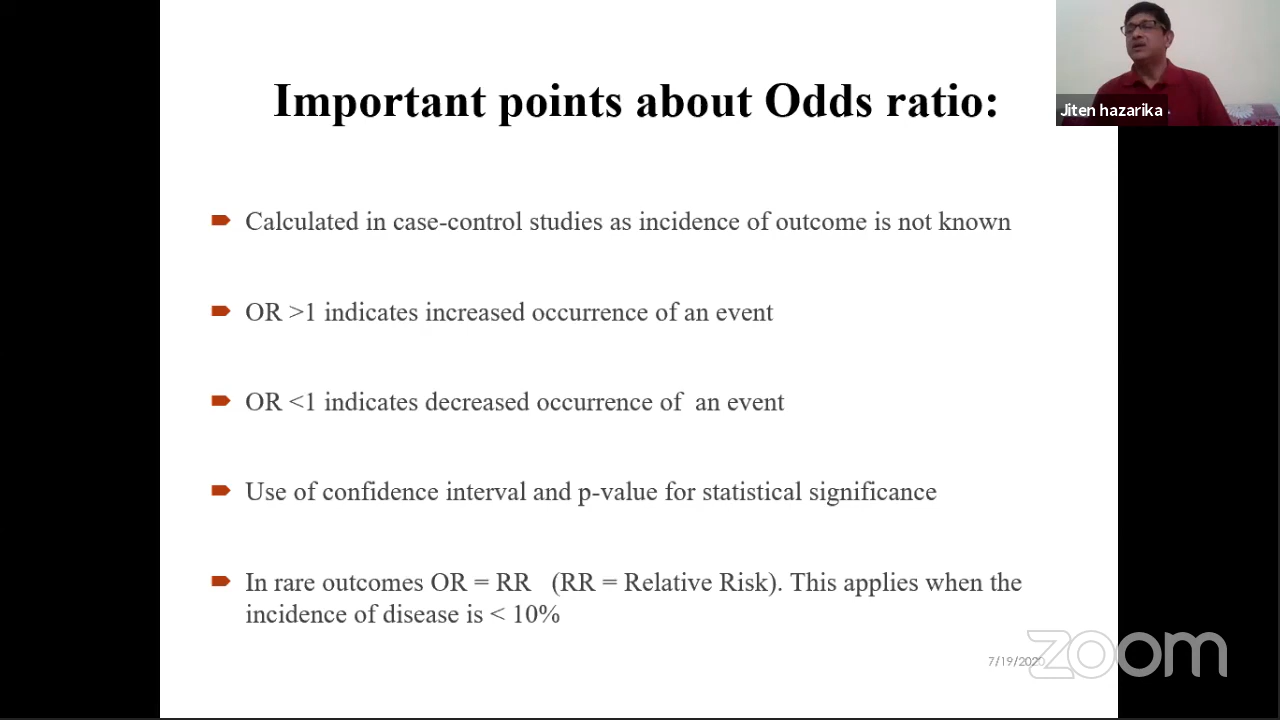 Important points about Odds ratio:
Jiten hazarika
Calculated in case-control studies as incidence of outcome is not known
OR >1 indicates increased occurrence of an event
OR <1 indicates decreased occurrence of an event
Use of confidence interval and p-value for statistical significance
In rare outcomes OR = RR (RR = Relative Risk). This applies when the
incidence of disease is < 10%
7/19/2020
zoom